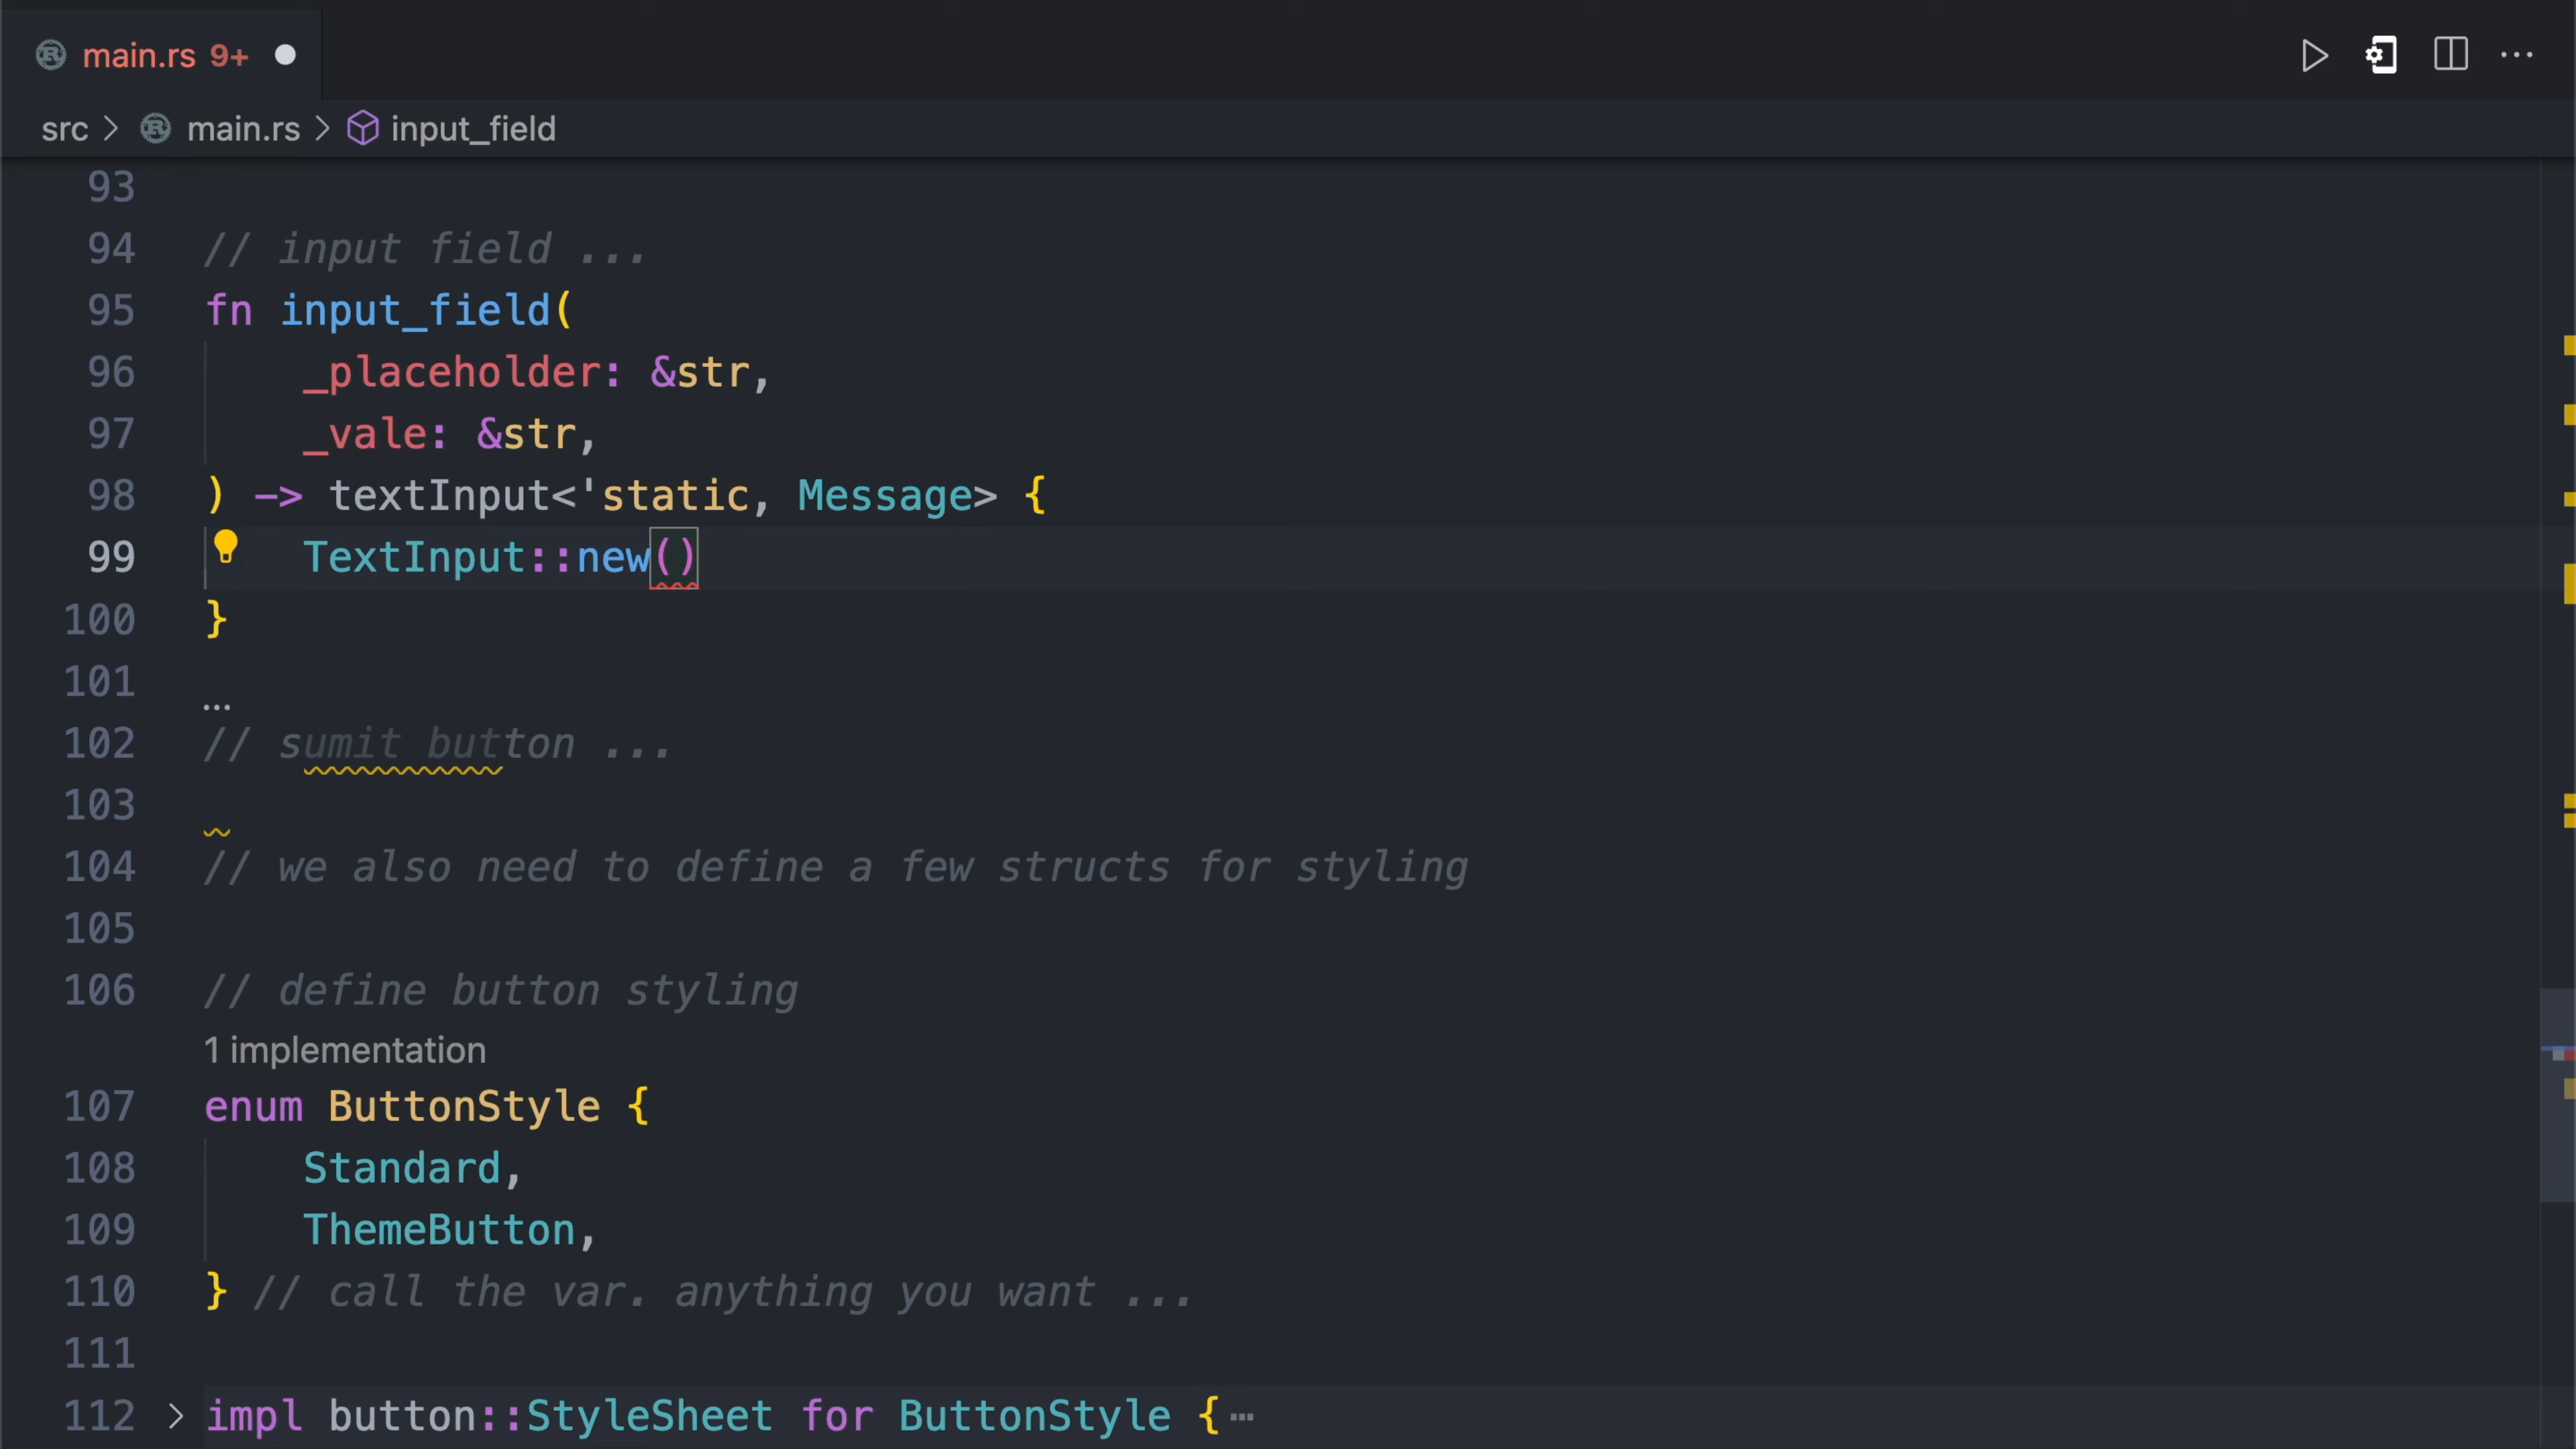 main.rs 9+
src > main.rs > input_field
93
94 // input field ...
95 fn input_field(
96 _placeholder: &str,
97 _vale: &str,
98 ) -> textInput<'static, Message> {
99 TextInput::new()
100 }
101
...
102 // sumit button ...
103
104 // we also need to define a few structs for styling
105
106 // define button styling
1 implementation
107 enum ButtonStyle {
108 Standard,
109 ThemeButton,
110 } // call the var. anything you want ...
111
112 > impl button::StyleSheet for ButtonStyle {…